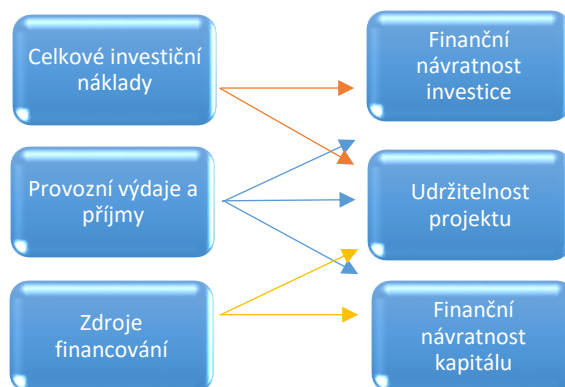 Celkové investiční
náklady
Finanční
návratnost
investice
Provozní výdaje a
příjmy
Udržitelnost
projektu
Zdroje
financování
Finanční
návratnost
kapitálu